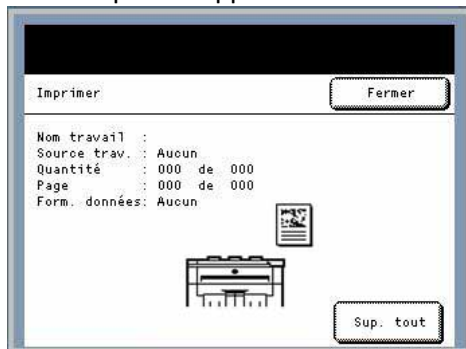 Imprimer
Fermer
Nom travail :
Source trav. : Aucun
Quantité : 000 de 000
Page : 000 de 000
Form. données: Aucun
Sup. tout